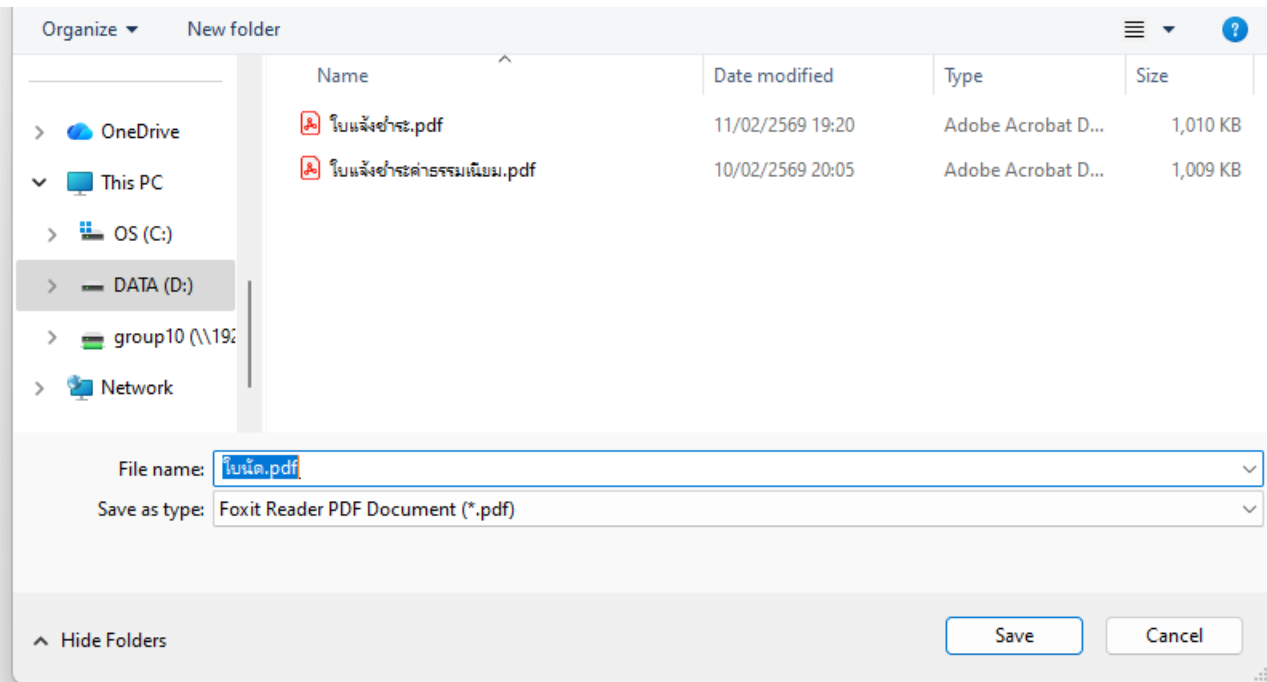 Organize New folder
Name Date modified Type Size
OneDrive
This PC
OS (C:)
DATA (D:)
group10 (\\192
Network
ใบแจ้งชำระ.pdf 11/02/2569 19:20 Adobe Acrobat D... 1,010 KB
ใบแจ้งชำระค่าธรรมเนียม.pdf 10/02/2569 20:05 Adobe Acrobat D... 1,009 KB
File name: ใบนัด.pdf
Save as type: Foxit Reader PDF Document (*.pdf)
Hide Folders Save Cancel